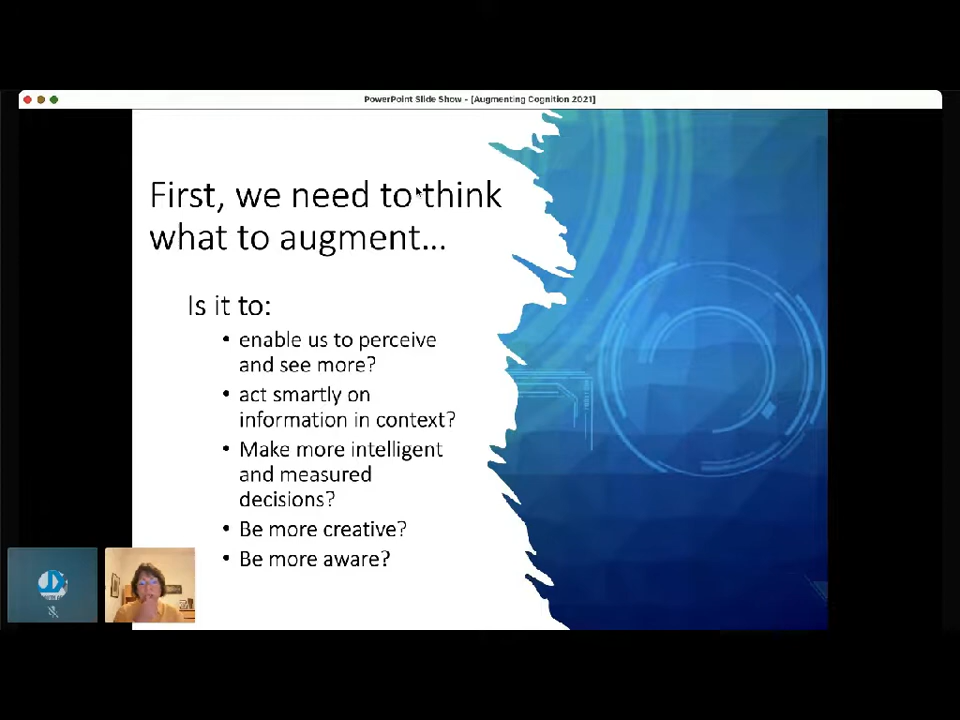 PowerPoint Slide Show - [Augmenting Cognition 2021]
First, we need to think
what to augment...
Is it to:
• enable us to perceive
and see more?
• act smartly on
information in context?
• Make more intelligent
and measured
decisions?
• Be more creative?
• Be more aware?